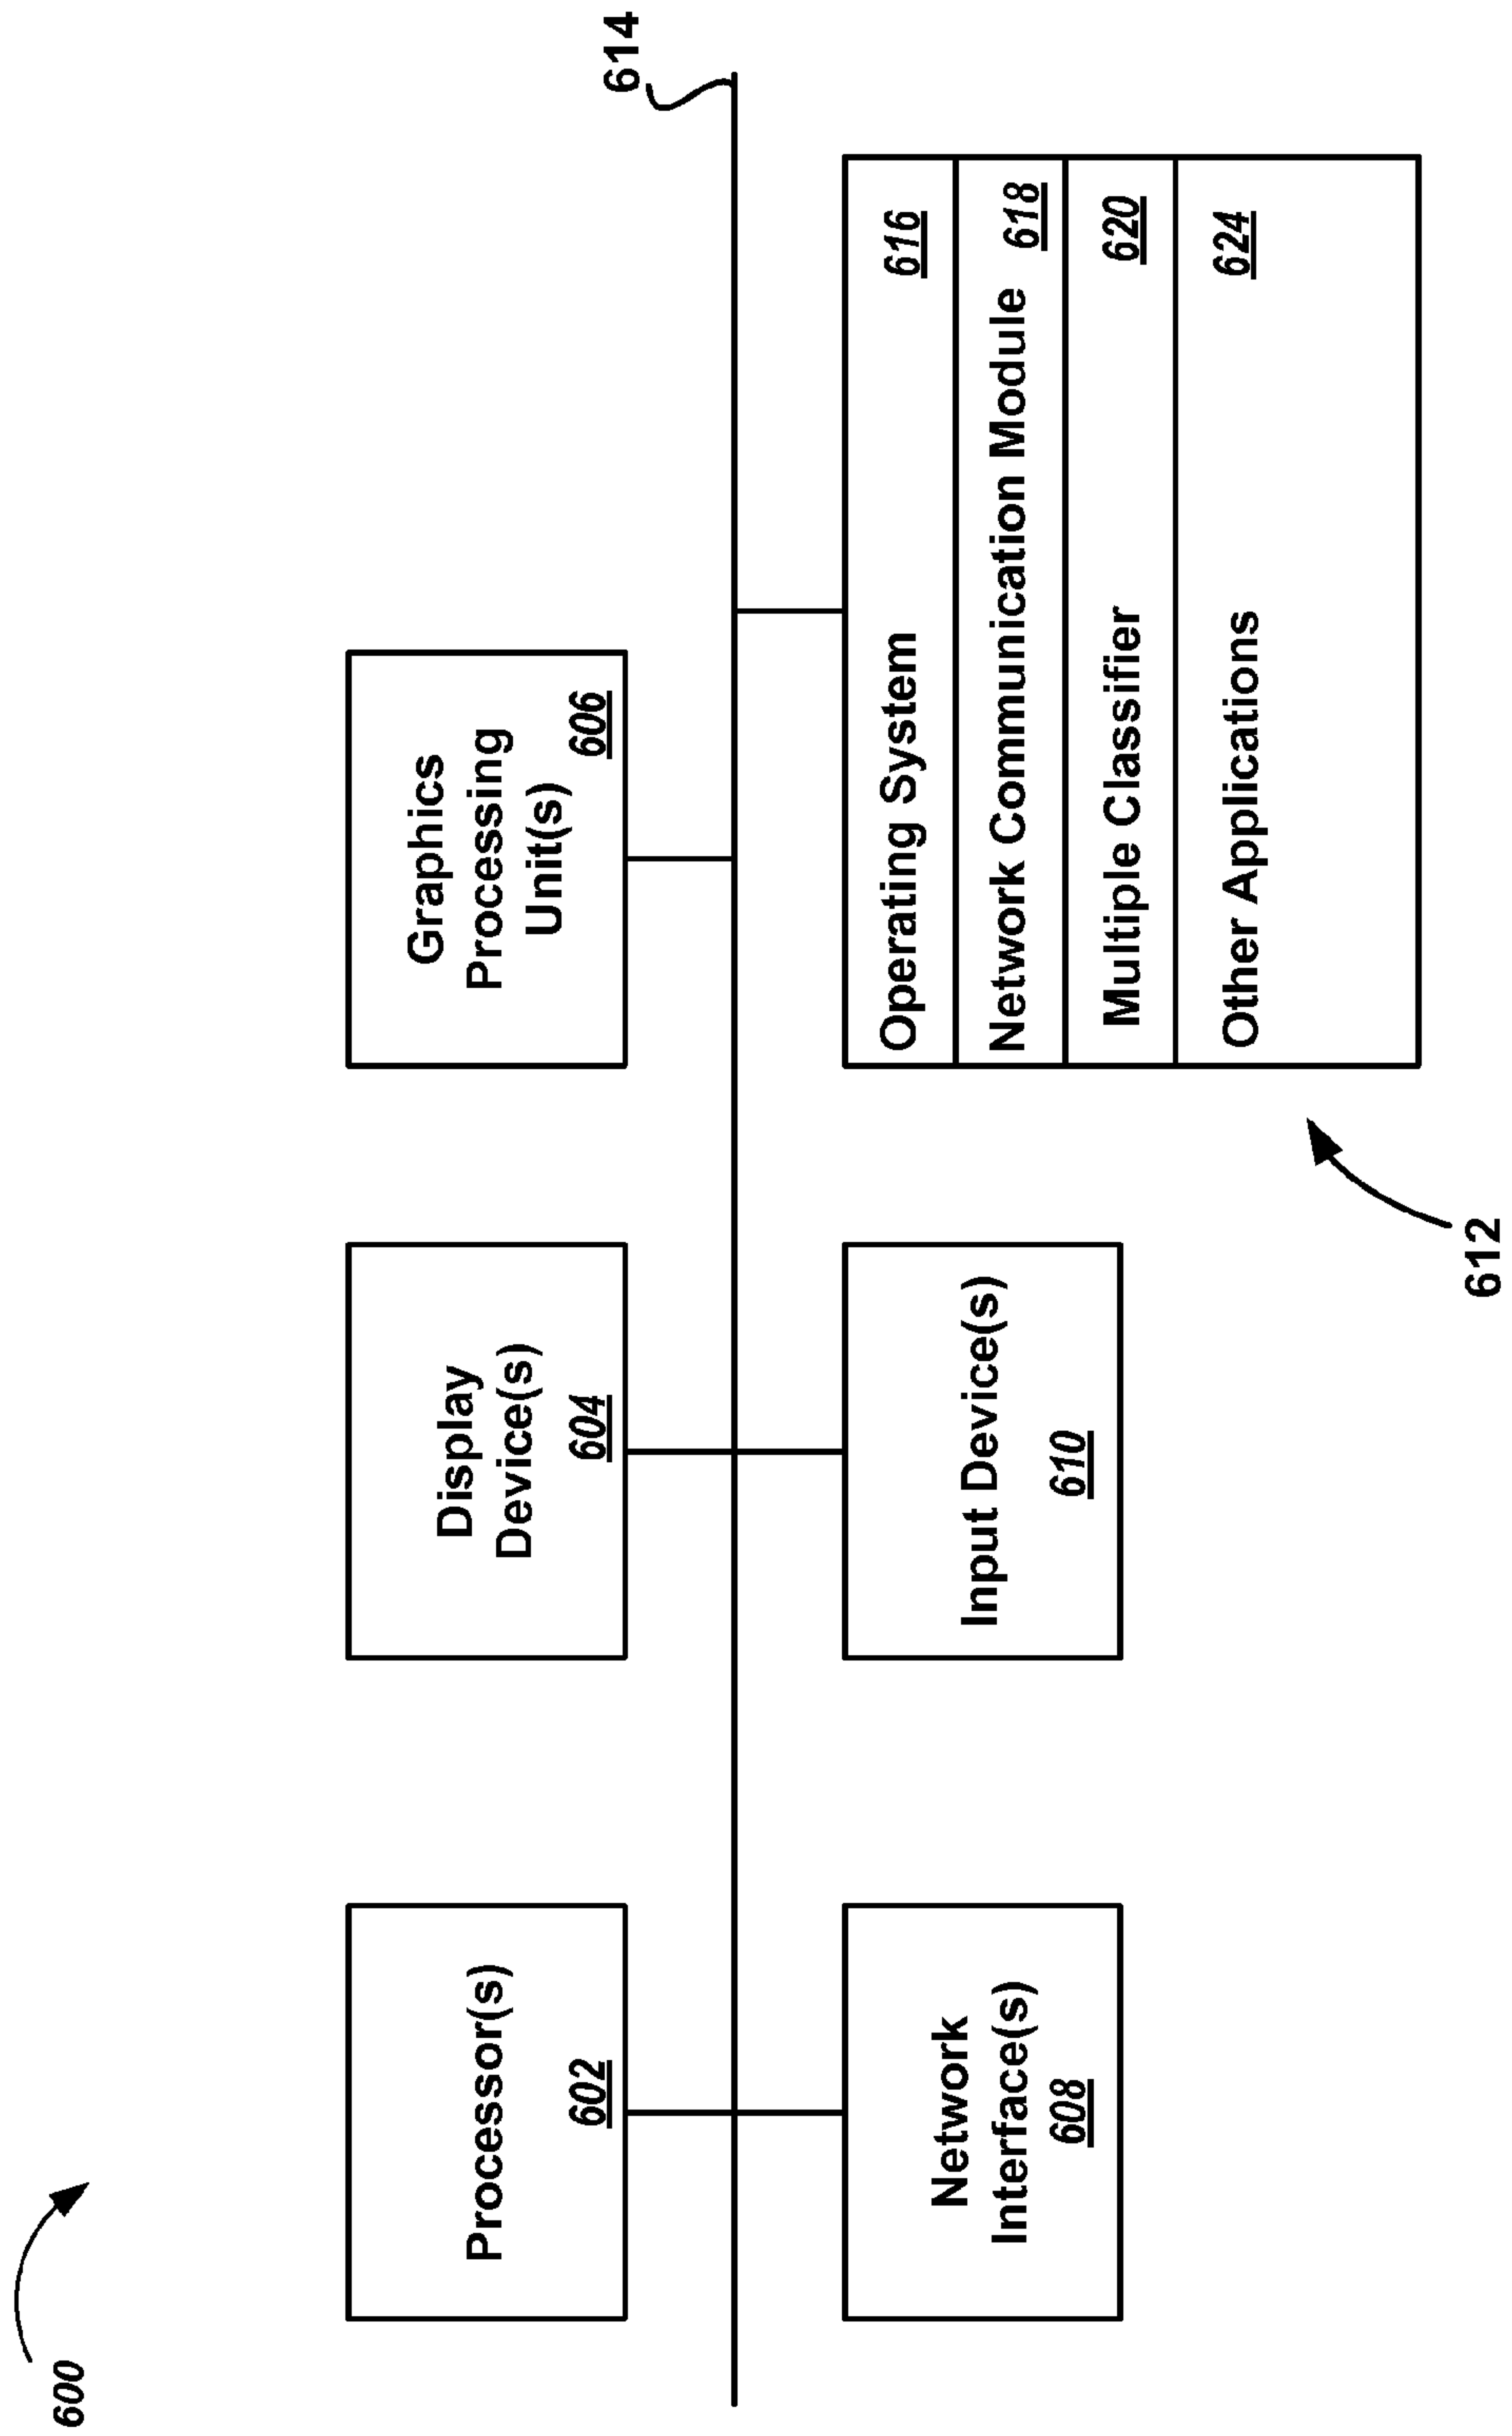 600
614
Processor(s)
602
Display
Device(s)
604
Graphics
Processing
Unit(s)
606
Network
Interface(s)
608
Input Device(s)
610
Operating System 616
Network Communication Module 618
Multiple Classifier 620
Other Applications 624
612